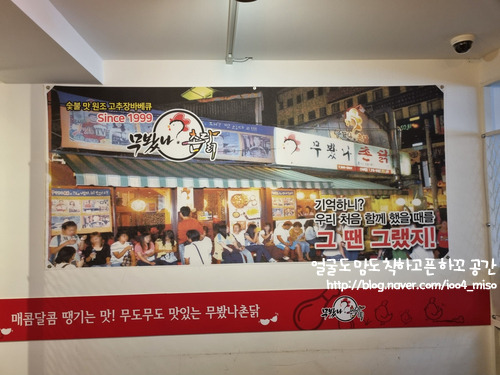 숯불 맛 원조 고추장바베큐
Since 1999
무봤나 촌닭
무봤나 촌닭
기억하니?
우리 처음 함께 했을 때를
그 땐 그랬지!
얼굴도 맘도 착하고픈 하꼬 공간
http://blog.naver.com/joo4_miso
매콤달콤 땡기는 맛! 무도무도 맛있는 무봤나촌닭
무봤나 촌닭